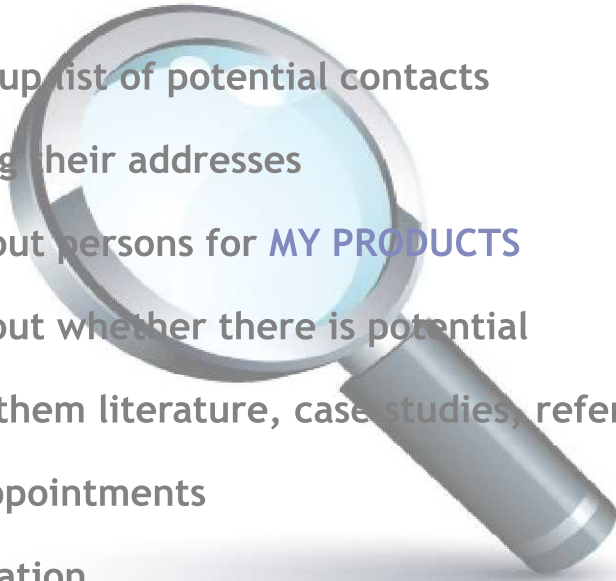 up list of potential contacts
g their addresses
out persons for MY PRODUCTS
out whether there is potential
them literature, case studies, refer
ppointments
ation